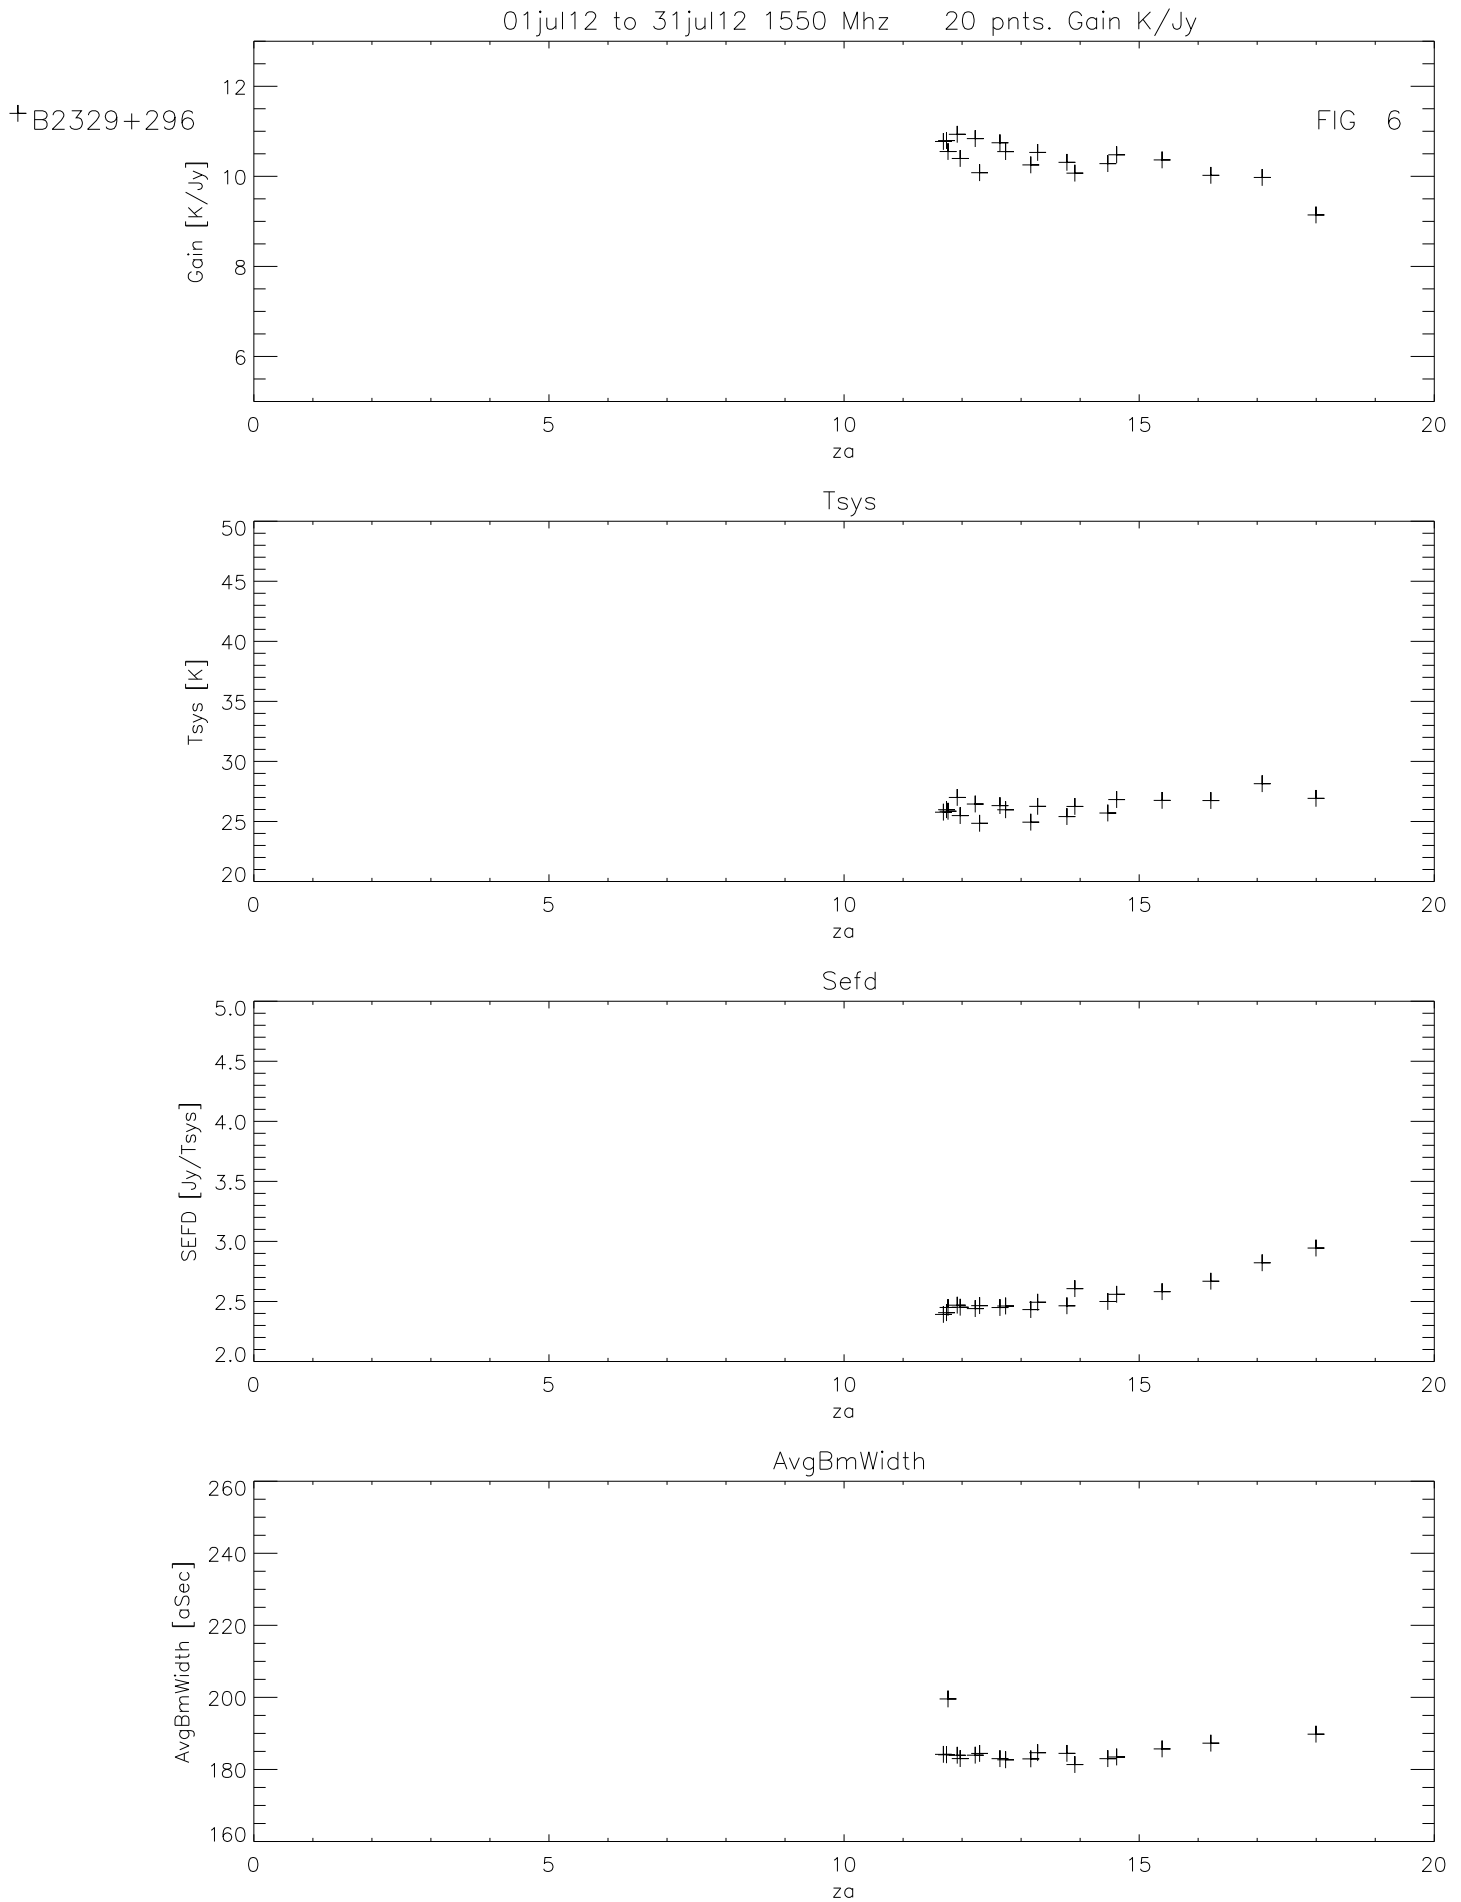 01jul12 to 31jul12 1550 Mhz 20 pnts. Gain K/Jy
+ B2329+296
FIG 6
Gain [K/Jy]
12
10
8
6
0 5 10 15 20
za
Tsys
Tsys [K]
50
45
40
35
30
25
20
0 5 10 15 20
za
Sefd
SEFD [Jy/Tsys]
5.0
4.5
4.0
3.5
3.0
2.5
2.0
0 5 10 15 20
za
AvgBmWidth
AvgBmWidth [aSec]
260
240
220
200
180
160
0 5 10 15 20
za